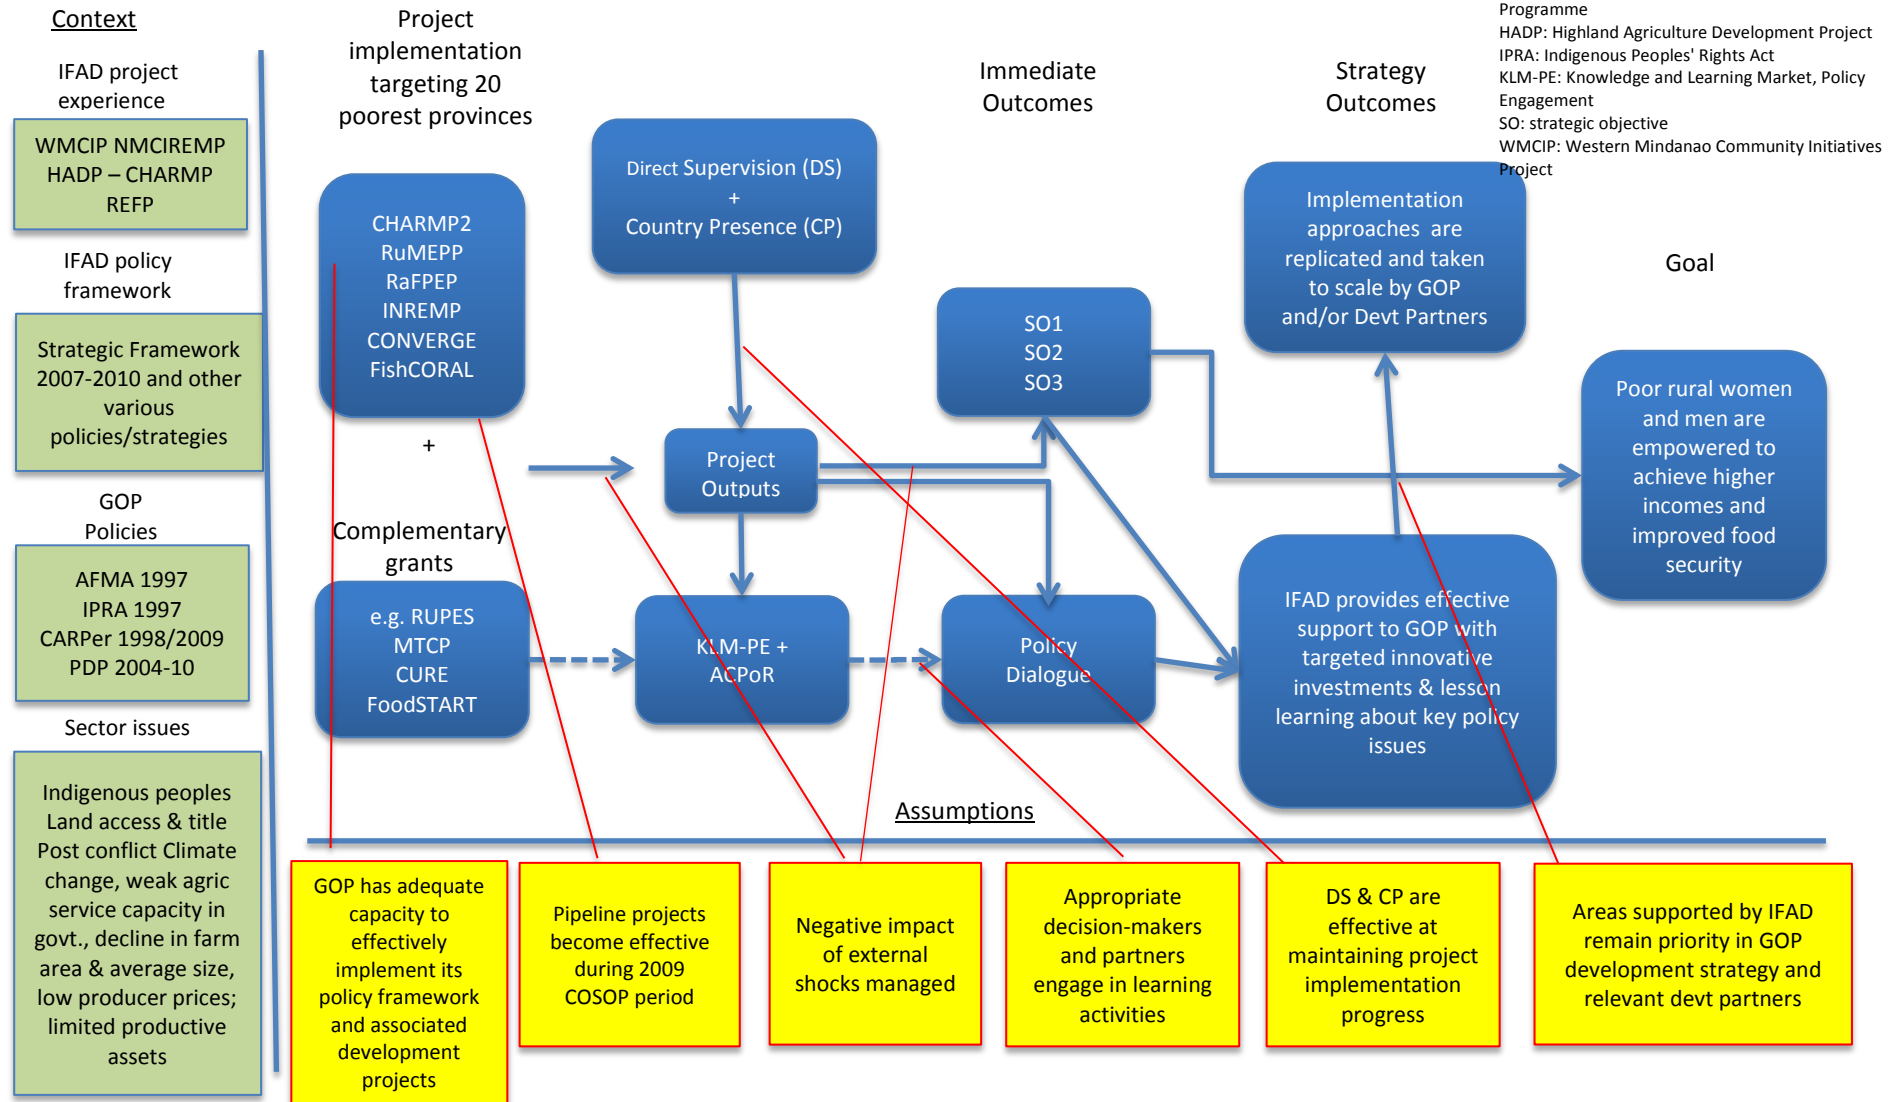 Context
IFAD project
experience
WMCIP NMCIREMP
HADP – CHARMP
REFP
IFAD policy
framework
Strategic Framework
2007-2010 and other
various
policies/strategies
GOP
Policies
AFMA 1997
IPRA 1997
CARPer 1998/2009
PDP 2004-10
Sector issues
Indigenous peoples
Land access & title
Post conflict Climate
change, weak agric
service capacity in
govt., decline in farm
area & average size,
low producer prices;
limited productive
assets
Project
implementation
targeting 20
poorest provinces
CHARMP2
RuMEPP
RaFPEP
INREMP
CONVERGE
FishCORAL
+
Complementary
grants
e.g. RUPES
MTCP
CURE
FoodSTART
Direct Supervision (DS)
+
Country Presence (CP)
Project
Outputs
KLM-PE +
ACPoR
Immediate
Outcomes
SO1
SO2
SO3
Policy
Dialogue
Strategy
Outcomes
Implementation
approaches are
replicated and taken
to scale by GOP
and/or Devt Partners
IFAD provides effective
support to GOP with
targeted innovative
investments & lesson
learning about key policy
issues
Programme
HADP: Highland Agriculture Development Project
IPRA: Indigenous Peoples' Rights Act
KLM-PE: Knowledge and Learning Market, Policy
Engagement
SO: strategic objective
WMCIP: Western Mindanao Community Initiatives
Project
Goal
Poor rural women
and men are
empowered to
achieve higher
incomes and
improved food
security
Assumptions
GOP has adequate
capacity to
effectively
implement its
policy framework
and associated
development
projects
Pipeline projects
become effective
during 2009
COSOP period
Negative impact
of external
shocks managed
Appropriate
decision-makers
and partners
engage in learning
activities
DS & CP are
effective at
maintaining project
implementation
progress
Areas supported by IFAD
remain priority in GOP
development strategy and
relevant devt partners